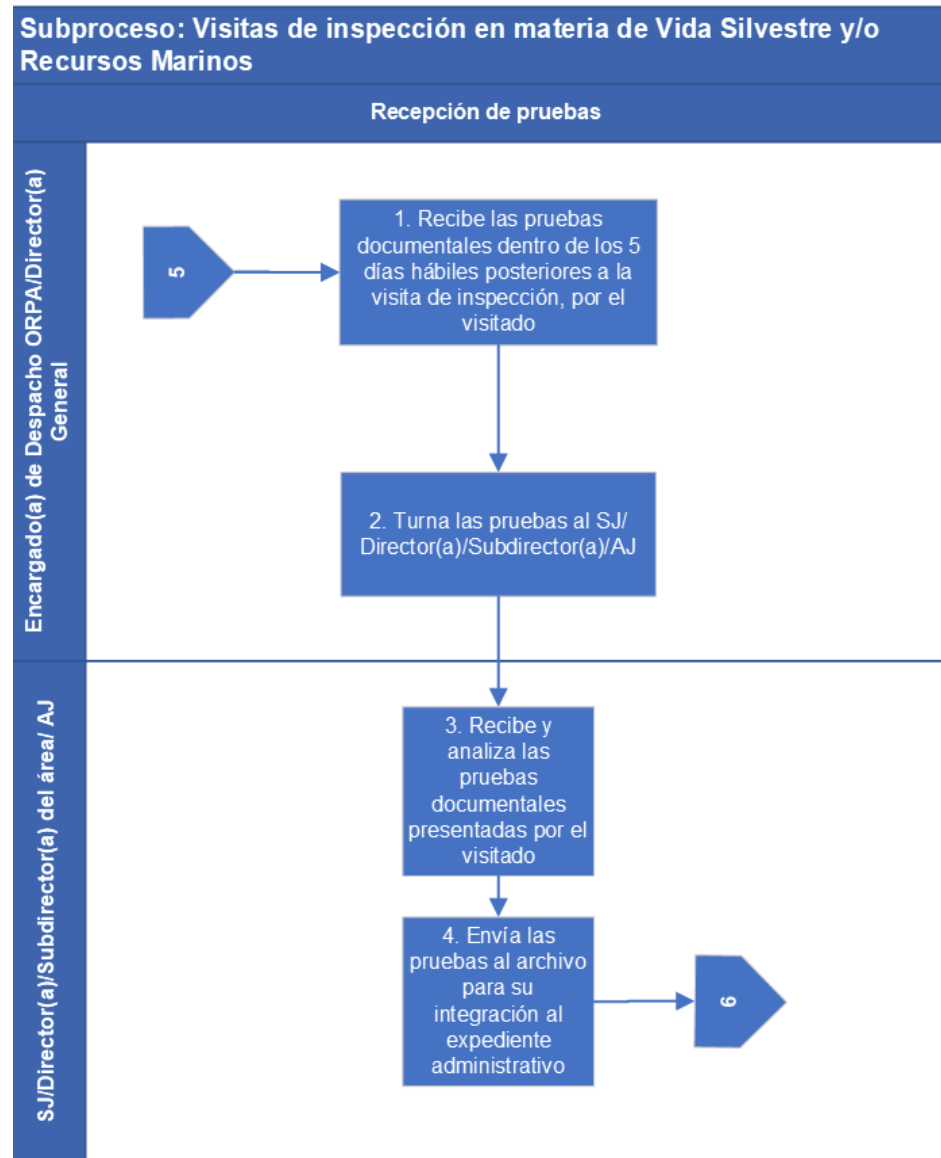 Subproceso: Visitas de inspección en materia de Vida Silvestre y/o
Recursos Marinos
Recepción de pruebas
Encargado(a) de Despacho ORPA/Director(a)
General
5
1. Recibe las pruebas
documentales dentro de los 5
días hábiles posteriores a la
visita de inspección, por el
visitado
2. Turna las pruebas al SJ/
Director(a)/Subdirector(a)/AJ
SJ/Director(a)/Subdirector(a) del área/ AJ
3. Recibe y
analiza las
pruebas
documentales
presentadas por el
visitado
4. Envía las
pruebas al archivo
para su
integración al
expediente
administrativo
6